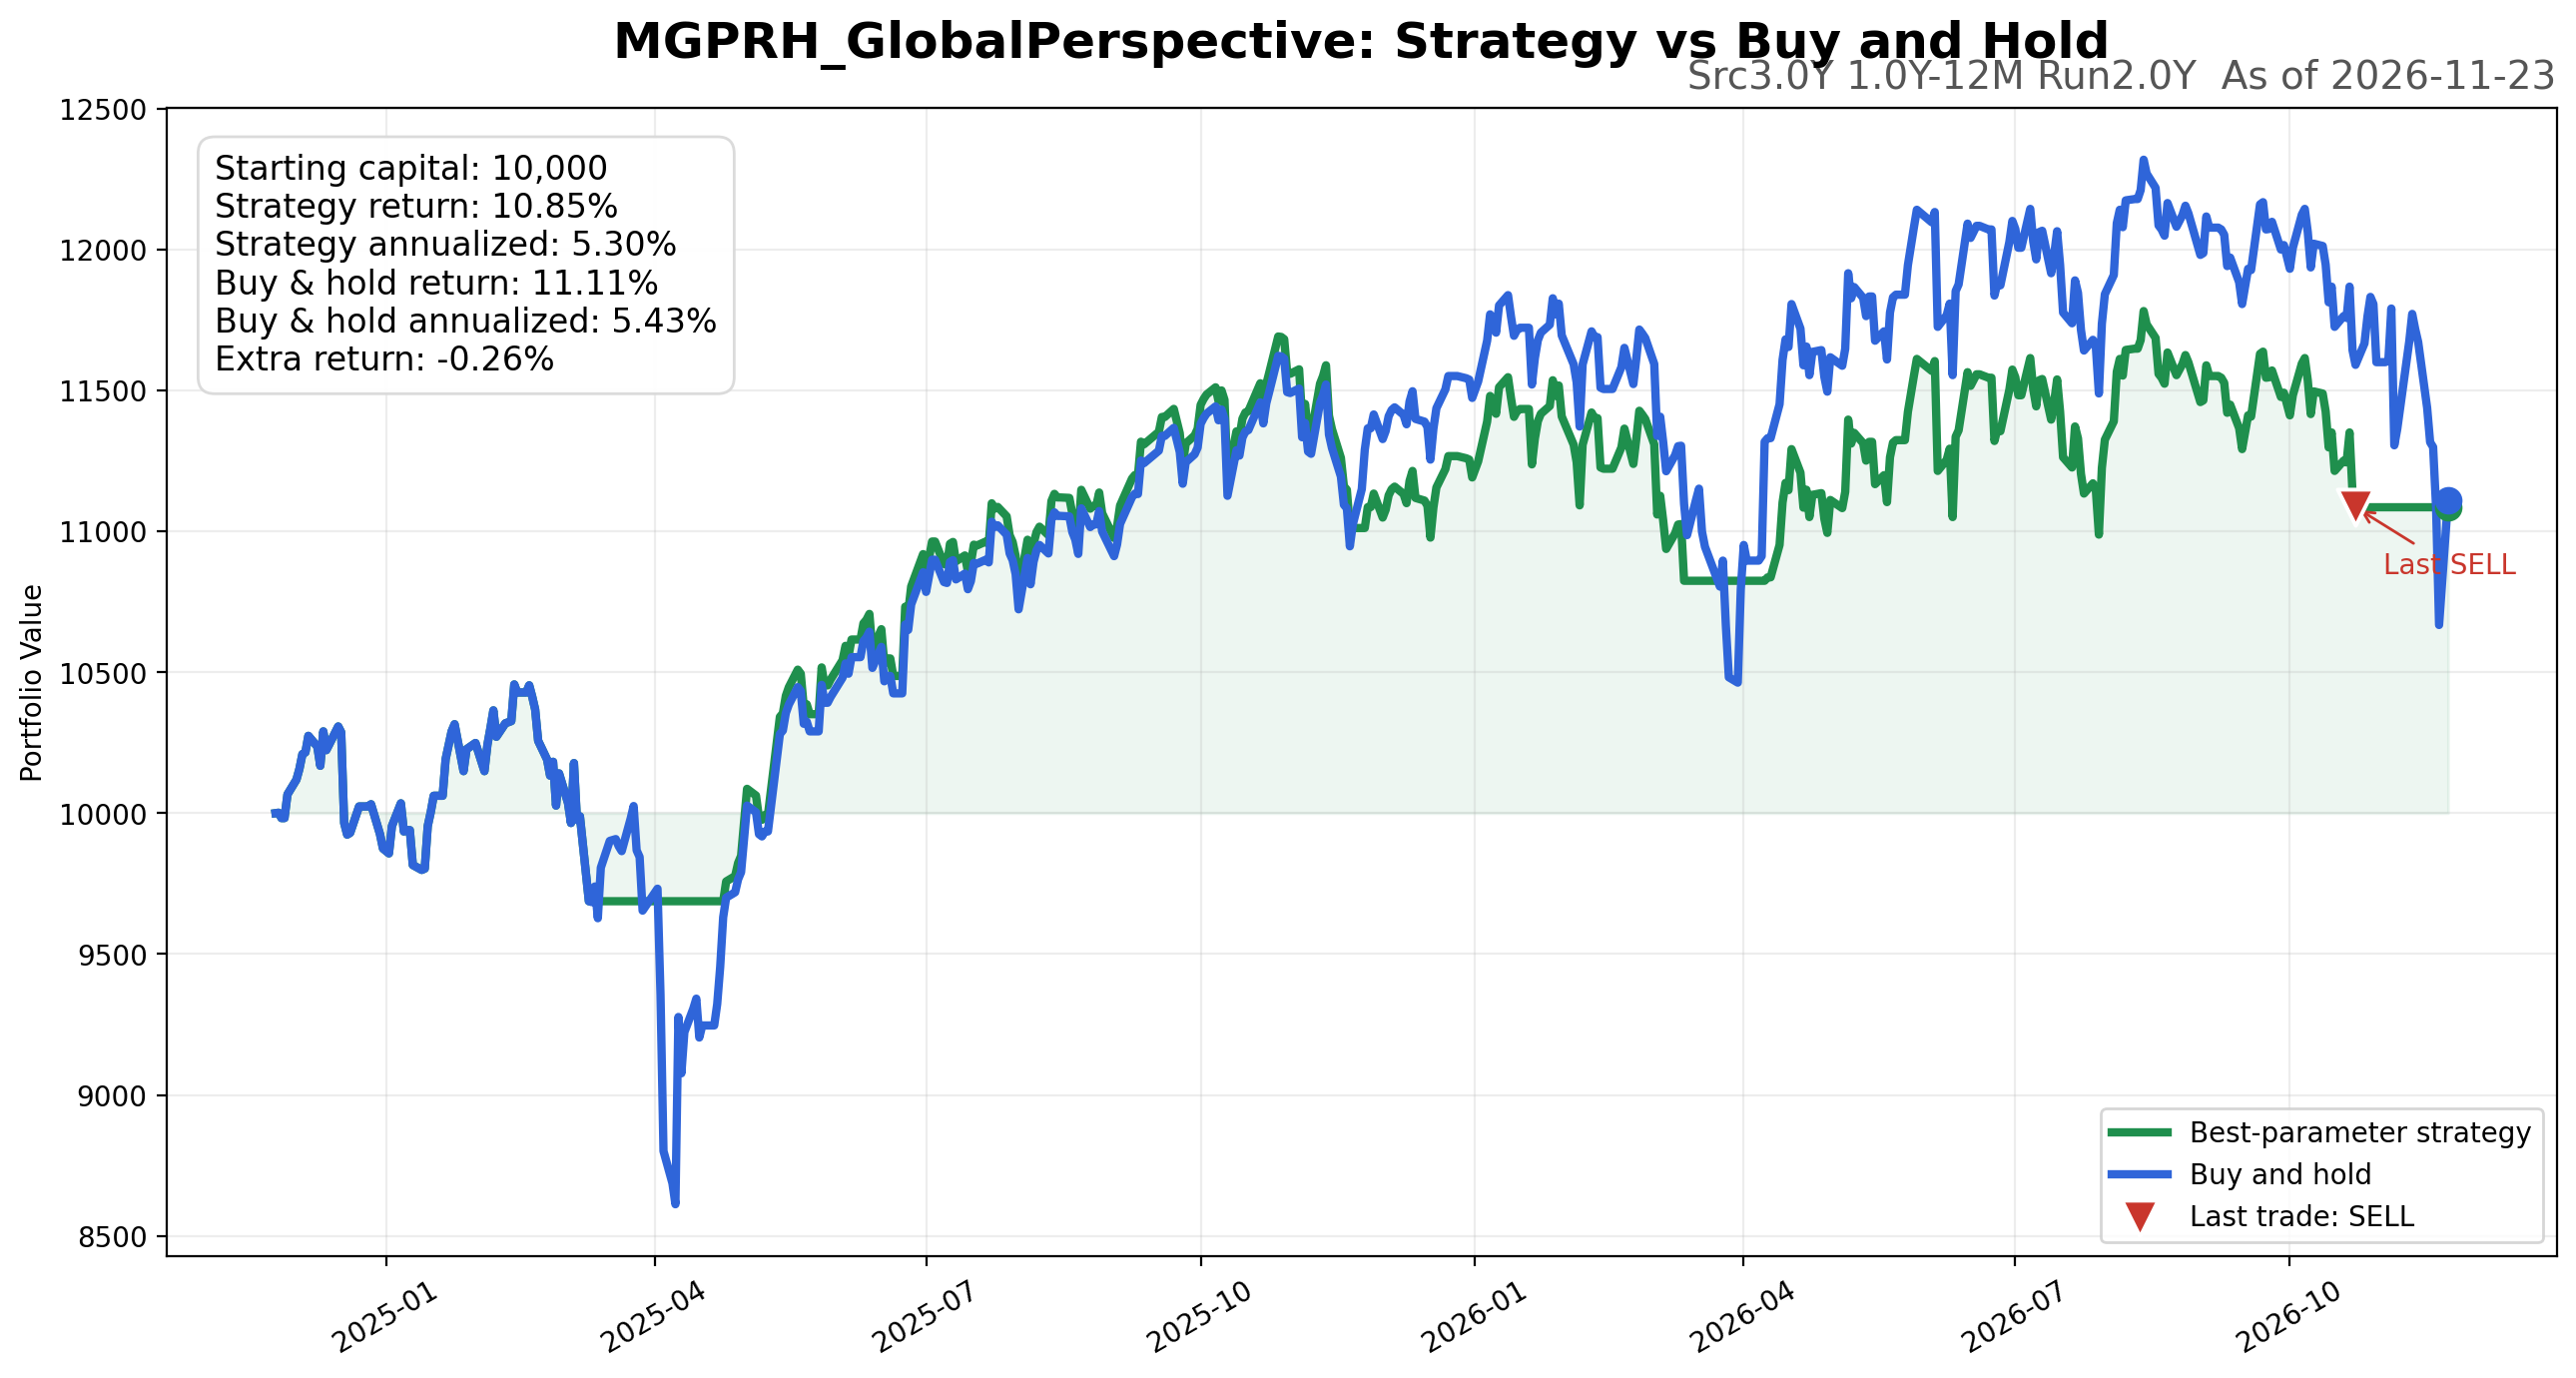 MGPRH_GlobalPerspective: Strategy vs Buy and Hold
Src3.0Y 1.0Y-12M Run2.0Y  As of 2026-11-23
Starting capital: 10,000
Strategy return: 10.85%
Strategy annualized: 5.30%
Buy & hold return: 11.11%
Buy & hold annualized: 5.43%
Extra return: -0.26%
Portfolio Value
12500
12000
11500
11000
10500
10000
9500
9000
8500
Last SELL
Best-parameter strategy
Buy and hold
Last trade: SELL
2025-01
2025-04
2025-07
2025-10
2026-01
2026-04
2026-07
2026-10